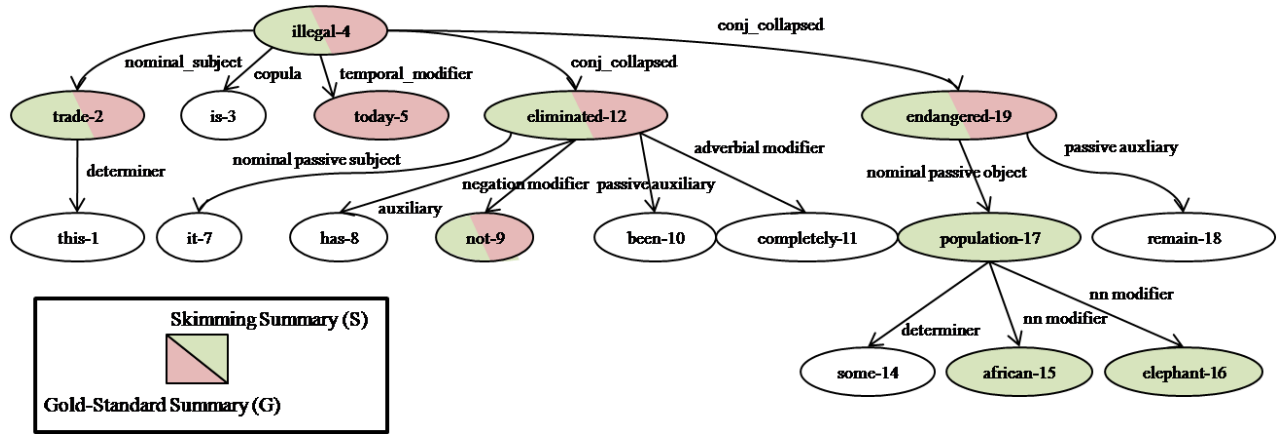 illegal-4
conj_collapsed
nominal_subject
copula
temporal_modifier
conj_collapsed
trade-2
is-3
today-5
eliminated-12
endangered-19
determiner
nominal passive subject
auxiliary
negation modifier
passive auxiliary
adverbial modifier
nominal passive object
passive auxliary
this-1
it-7
has-8
not-9
been-10
completely-11
population-17
remain-18
determiner
nn modifier
nn modifier
some-14
african-15
elephant-16
Skimming Summary (S)
Gold-Standard Summary (G)